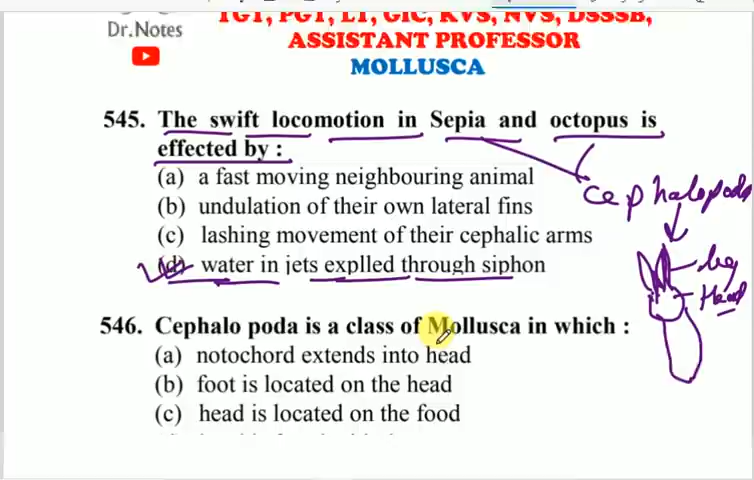 TGT, PGT, LT, GIC, KVS, NVS, DSSSB,
Dr.Notes
ASSISTANT PROFESSOR
MOLLUSCA
545. The swift locomotion in Sepia and octopus is
effected by :
(a) a fast moving neighbouring animal
(b) undulation of their own lateral fins
(c) lashing movement of their cephalic arms
(d) water in jets explled through siphon
Cephalopoda
leg
Head
546. Cephalo poda is a class of Mollusca in which :
(a) notochord extends into head
(b) foot is located on the head
(c) head is located on the food